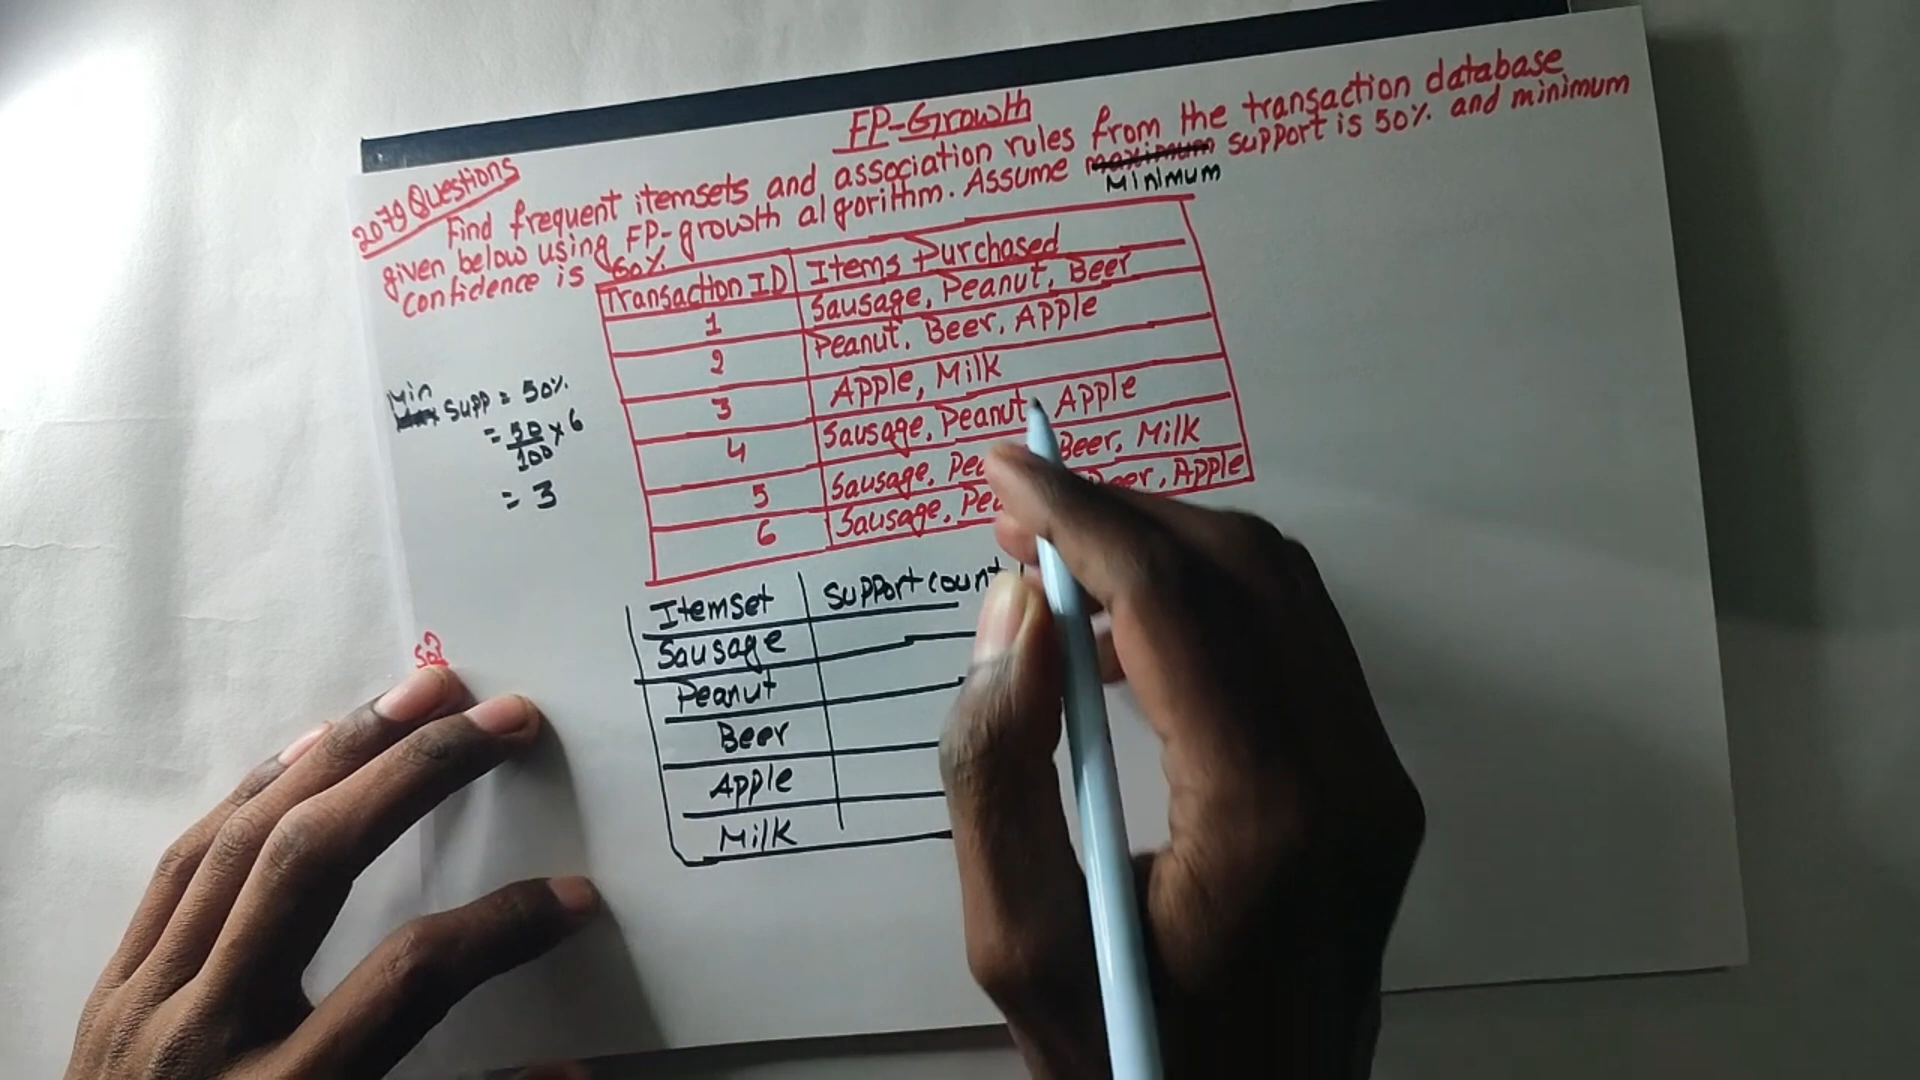 FP-Growth
2079 Questions
Find frequent itemsets and association rules from the transaction database
given below using FP-growth algorithm. Assume maximum support is 50% and minimum
Minimum
confidence is 60%
Transaction ID Items Purchased
1 Sausage, Peanut, Beer
2 Peanut, Beer, Apple
3 Apple, Milk
4 Sausage, Peanut, Apple
5 Sausage, Beer, Milk
6 Sausage, Apple
Min
Supp = 50%
= 50/100 × 6
= 3
Itemset Support count
Sausage
Peanut
Beer
Apple
Milk